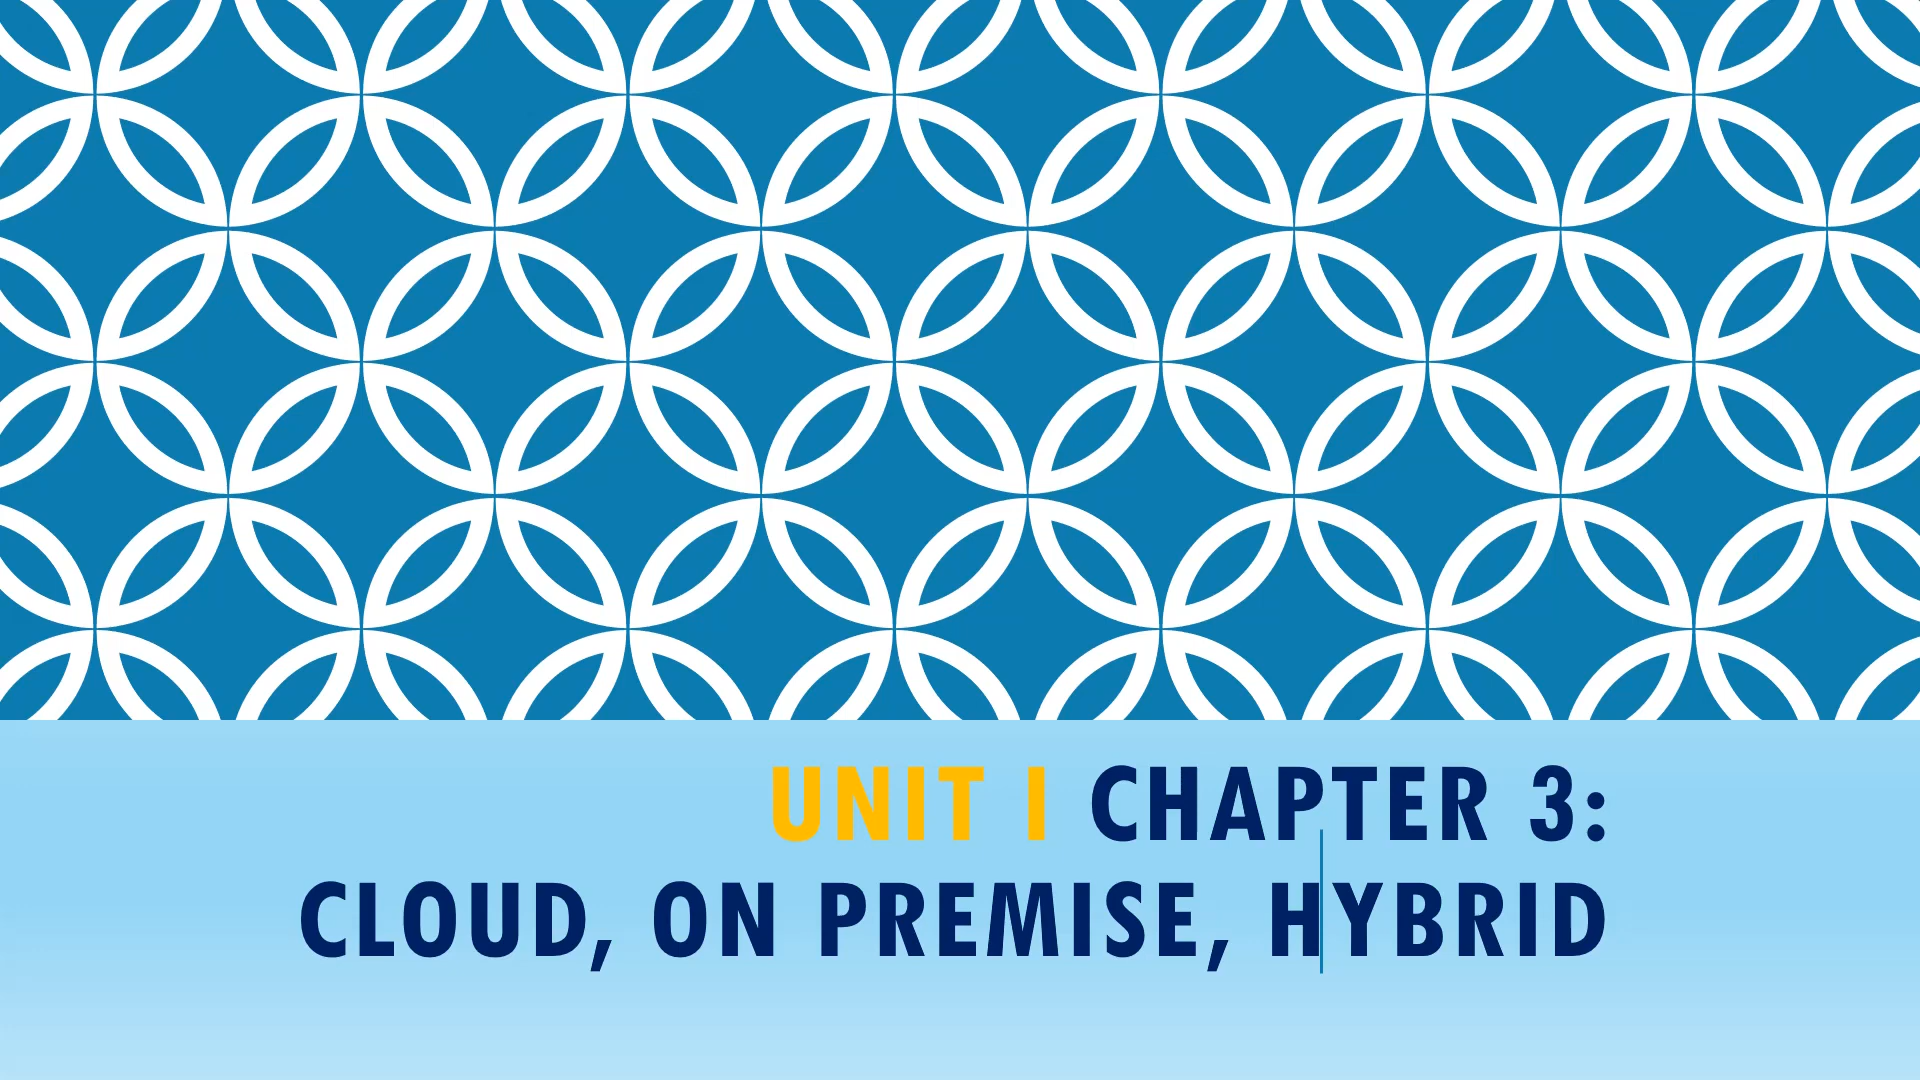 UNIT I CHAPTER 3:
CLOUD, ON PREMISE, HYBRID